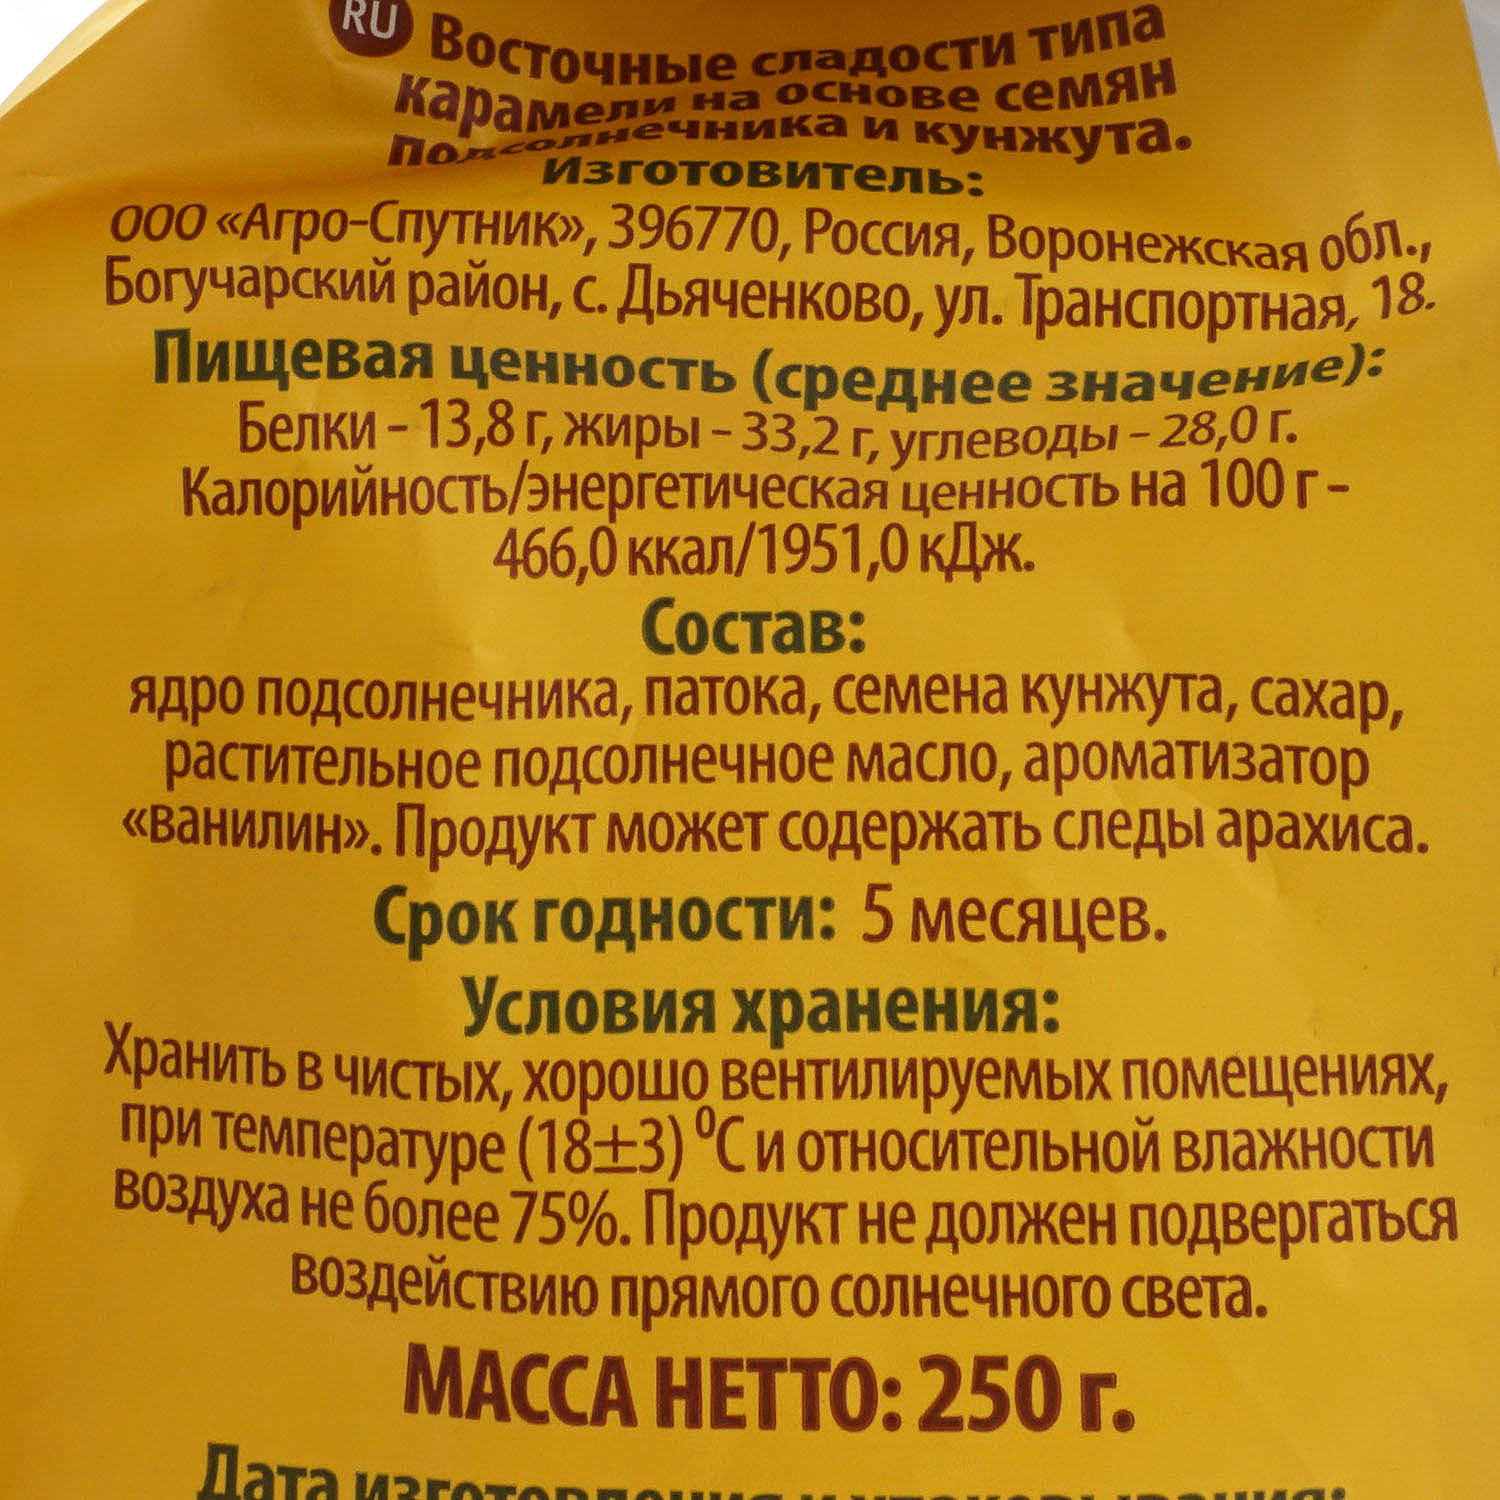 RU Восточные сладости типа
карамели на основе семян
подсолнечника и кунжута.
Изготовитель:
ООО «Агро-Спутник», 396770, Россия, Воронежская обл.,
Богучарский район, с. Дьяченково, ул. Транспортная, 18.
Пищевая ценность (среднее значение):
Белки – 13,8 г, жиры – 33,2 г, углеводы – 28,0 г.
Калорийность/энергетическая ценность на 100 г –
466,0 ккал/1951,0 кДж.
Состав:
ядро подсолнечника, патока, семена кунжута, сахар,
растительное подсолнечное масло, ароматизатор
«ванилин». Продукт может содержать следы арахиса.
Срок годности: 5 месяцев.
Условия хранения:
Хранить в чистых, хорошо вентилируемых помещениях,
при температуре (18±3) ⁰С и относительной влажности
воздуха не более 75%. Продукт не должен подвергаться
воздействию прямого солнечного света.
МАССА НЕТТО: 250 г.
Дата изготовления и упаковывания: